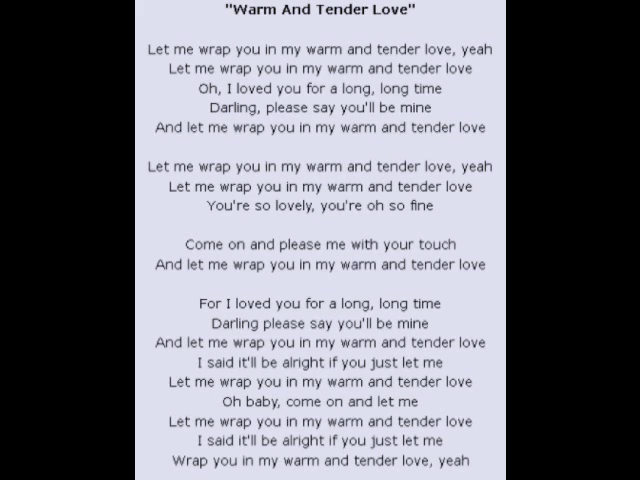 "Warm And Tender Love"
Let me wrap you in my warm and tender love, yeah
Let me wrap you in my warm and tender love
Oh, I loved you for a long, long time
Darling, please say you'll be mine
And let me wrap you in my warm and tender love
Let me wrap you in my warm and tender love, yeah
Let me wrap you in my warm and tender love
You're so lovely, you're oh so fine
Come on and please me with your touch
And let me wrap you in my warm and tender love
For I loved you for a long, long time
Darling please say you'll be mine
And let me wrap you in my warm and tender love
I said it'll be alright if you just let me
Let me wrap you in my warm and tender love
Oh baby, come on and let me
Let me wrap you in my warm and tender love
I said it'll be alright if you just let me
Wrap you in my warm and tender love, yeah